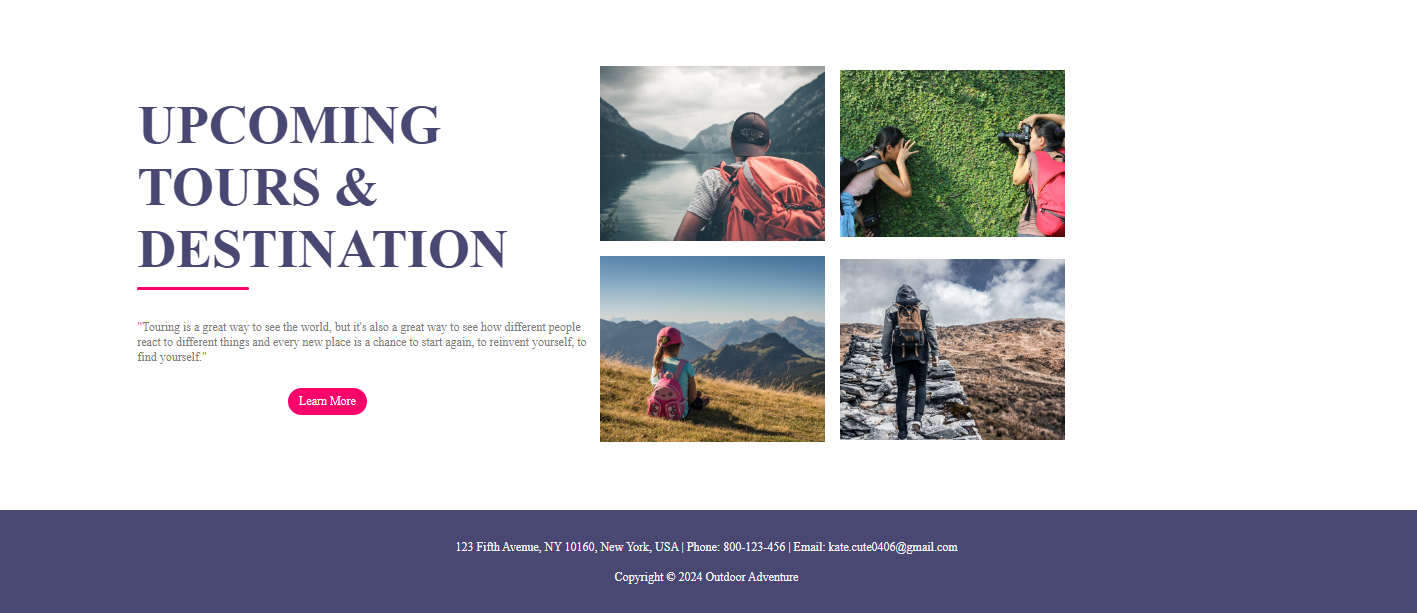 UPCOMING
TOURS &
DESTINATION
"Touring is a great way to see the world, but it's also a great way to see how different people
react to different things and every new place is a chance to start again, to reinvent yourself, to
find yourself."
Learn More
123 Fifth Avenue, NY 10160, New York, USA | Phone: 800-123-456 | Email: kate.cute0406@gmail.com
Copyright © 2024 Outdoor Adventure